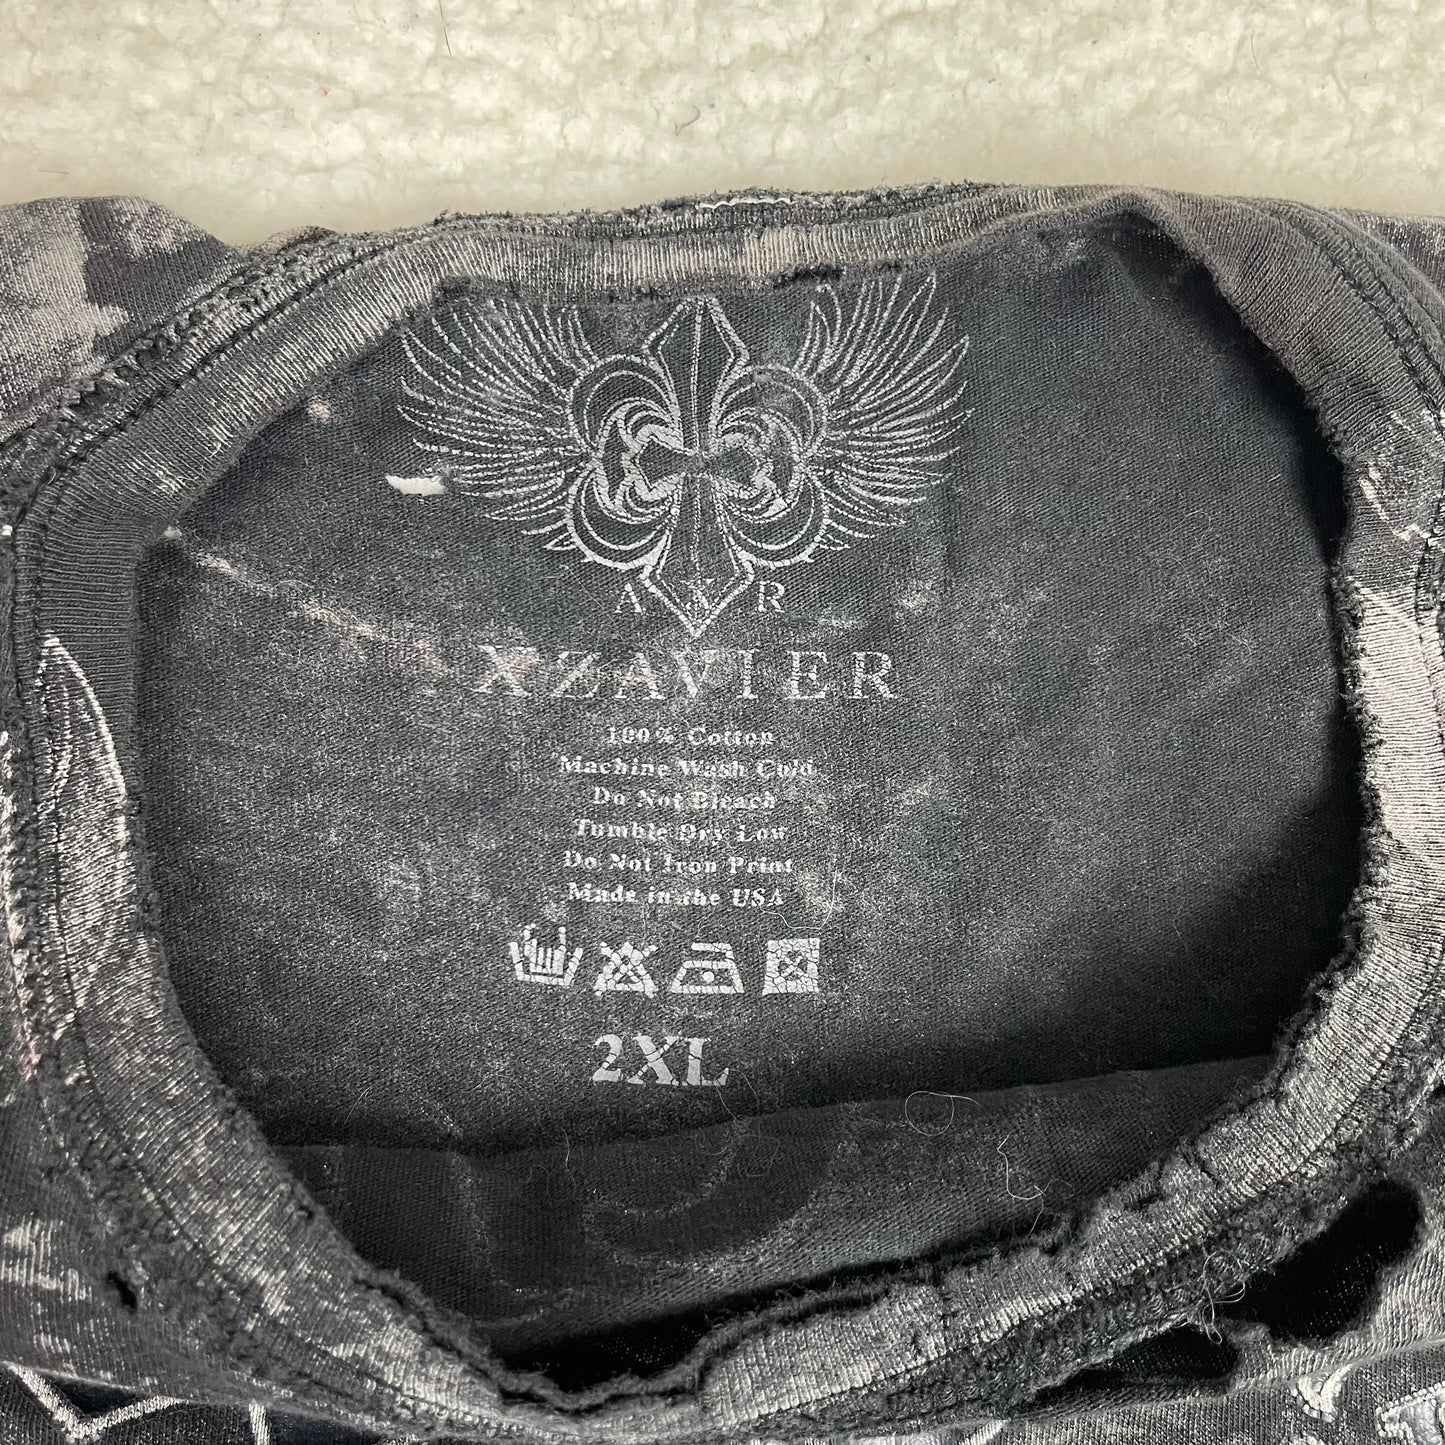 A X R
XZAVIER
100% Cotton
Machine Wash Cold
Do Not Bleach
Tumble Dry Low
Do Not Iron Print
Made in the USA
2XL